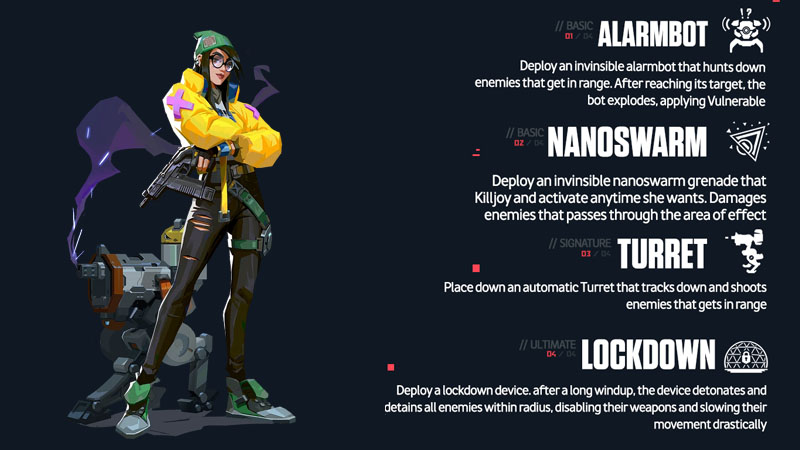 // BASIC
01 / 04
ALARMBOT
!?
Deploy an invinsible alarmbot that hunts down
enemies that get in range. After reaching its target, the
bot explodes, applying Vulnerable
// BASIC
02 / 04
NANOSWARM
Deploy an invinsible nanoswarm grenade that
Killjoy and activate anytime she wants. Damages
enemies that passes through the area of effect
// SIGNATURE
03 / 04
TURRET
Place down an automatic Turret that tracks down and shoots
enemies that gets in range
// ULTIMATE
04 / 04
LOCKDOWN
Deploy a lockdown device. after a long windup, the device detonates and
detains all enemies within radius, disabling their weapons and slowing their
movement drastically